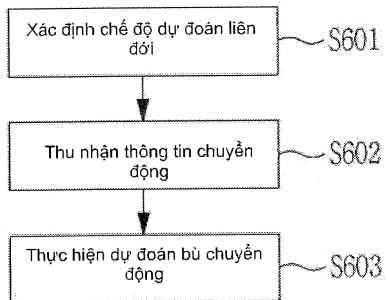 Xác định chế độ dự đoán liên
đới
S601
Thu nhận thông tin chuyển
động
S602
Thực hiện dự đoán bù chuyển
động
S603